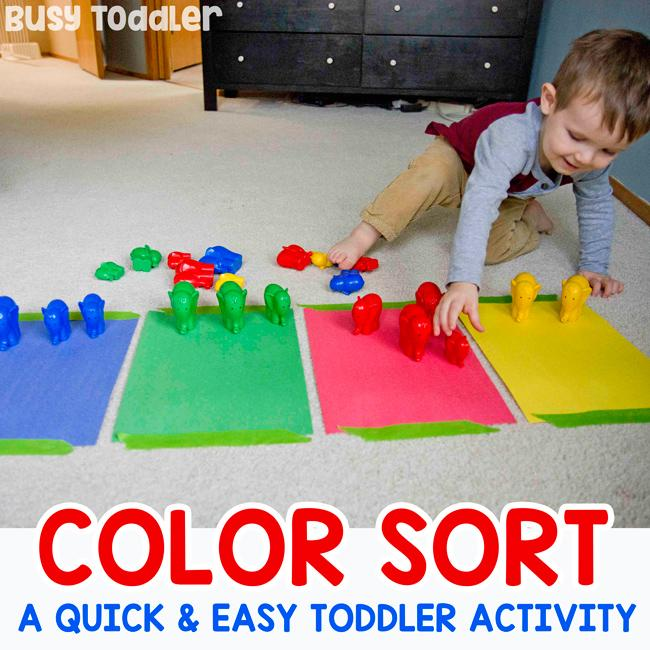 Busy Toddler
COLOR SORT
A QUICK & EASY TODDLER ACTIVITY